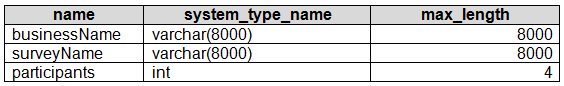 name system_type_name max_length
businessName varchar(8000) 8000
surveyName varchar(8000) 8000
participants int 4